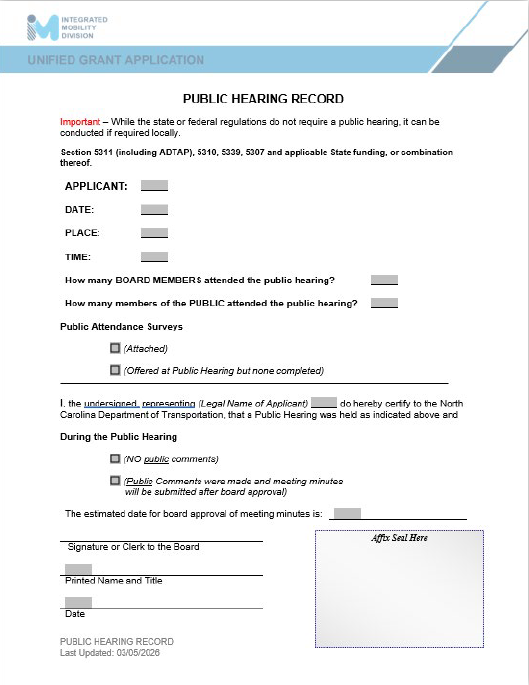 INTEGRATED
MOBILITY
DIVISION
UNIFIED GRANT APPLICATION
PUBLIC HEARING RECORD
Important – While the state or federal regulations do not require a public hearing, it can be
conducted if required locally.
Section 5311 (including ADTAP), 5310, 5339, 5307 and applicable State funding, or combination
thereof.
APPLICANT:
DATE:
PLACE:
TIME:
How many BOARD MEMBERS attended the public hearing?
How many members of the PUBLIC attended the public hearing?
Public Attendance Surveys
(Attached)
(Offered at Public Hearing but none completed)
I, the undersigned, representing (Legal Name of Applicant) do hereby certify to the North
Carolina Department of Transportation, that a Public Hearing was held as indicated above and
During the Public Hearing
(NO public comments)
(Public Comments were made and meeting minutes
will be submitted after board approval)
The estimated date for board approval of meeting minutes is:
Affix Seal Here
Signature or Clerk to the Board
Printed Name and Title
Date
PUBLIC HEARING RECORD
Last Updated: 03/05/2026